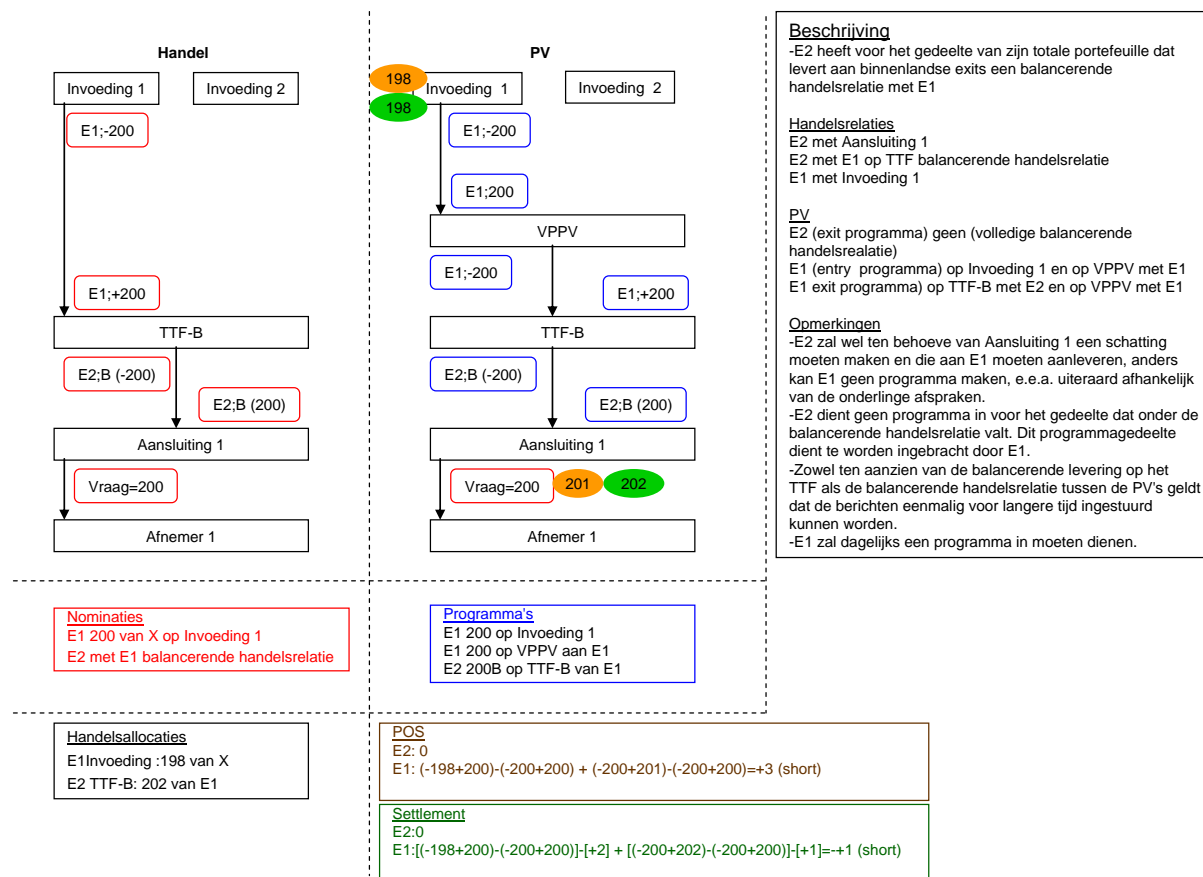 Handel
Invoeding 1
Invoeding 2
E1;-200
E1;+200
TTF-B
E2;B (-200)
E2;B (200)
Aansluiting 1
Vraag=200
Afnemer 1
PV
198
198
Invoeding 1
Invoeding 2
E1;-200
E1;200
VPPV
E1;-200
E1;+200
TTF-B
E2;B (-200)
E2;B (200)
Aansluiting 1
Vraag=200
201
202
Afnemer 1
Beschrijving
-E2 heeft voor het gedeelte van zijn totale portefeuille dat
levert aan binnenlandse exits een balancerende
handelsrelatie met E1
Handelsrelaties
E2 met Aansluiting 1
E2 met E1 op TTF balancerende handelsrelatie
E1 met Invoeding 1
PV
E2 (exit programma) geen (volledige balancerende
handelsrealatie)
E1 (entry programma) op Invoeding 1 en op VPPV met E1
E1 exit programma) op TTF-B met E2 en op VPPV met E1
Opmerkingen
-E2 zal wel ten behoeve van Aansluiting 1 een schatting
moeten maken en die aan E1 moeten aanleveren, anders
kan E1 geen programma maken, e.e.a. uiteraard afhankelijk
van de onderlinge afspraken.
-E2 dient geen programma in voor het gedeelte dat onder de
balancerende handelsrelatie valt. Dit programmagedeelte
dient te worden ingebracht door E1.
-Zowel ten aanzien van de balancerende levering op het
TTF als de balancerende handelsrelatie tussen de PV's geldt
dat de berichten eenmalig voor langere tijd ingestuurd
kunnen worden.
-E1 zal dagelijks een programma in moeten dienen.
Nominaties
E1 200 van X op Invoeding 1
E2 met E1 balancerende handelsrelatie
Programma's
E1 200 op Invoeding 1
E1 200 op VPPV aan E1
E2 200B op TTF-B van E1
Handelsallocaties
E1Invoeding :198 van X
E2 TTF-B: 202 van E1
POS
E2: 0
E1: (-198+200)-(-200+200) + (-200+201)-(-200+200)=+3 (short)
Settlement
E2:0
E1:[(-198+200)-(-200+200)]-[+2] + [(-200+202)-(-200+200)]-[+1]=-+1 (short)